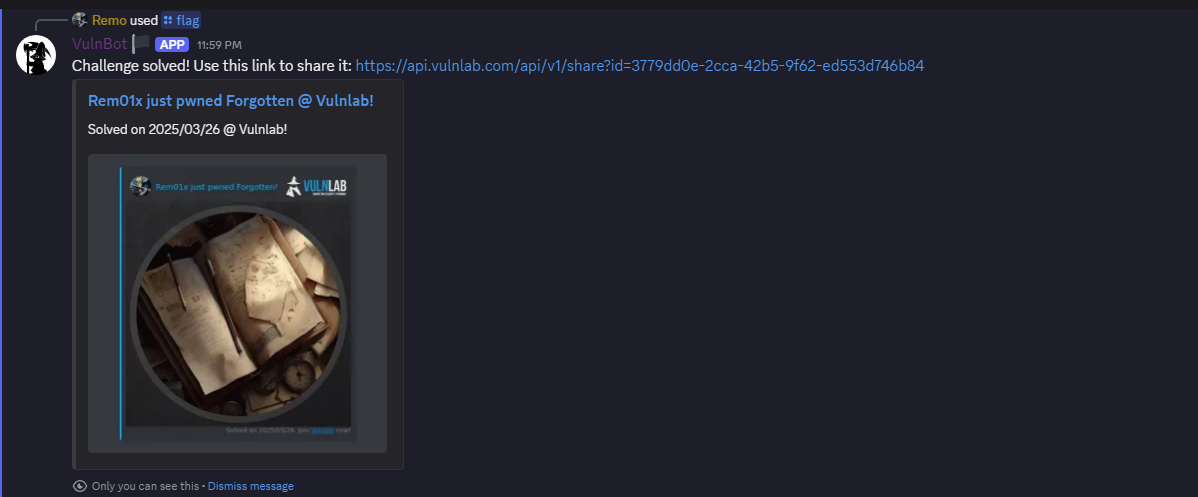 Remo used flag
VulnBot APP 11:59 PM
Challenge solved! Use this link to share it: https://api.vulnlab.com/api/v1/share?id=3779dd0e-2cca-42b5-9f62-ed553d746b84
Rem01x just pwned Forgotten @ Vulnlab!
Solved on 2025/03/26 @ Vulnlab!
Rem01x just pwned Forgotten!
VULNLAB
Solved on 2025/03/26. Join Vulnlab now!
Only you can see this • Dismiss message